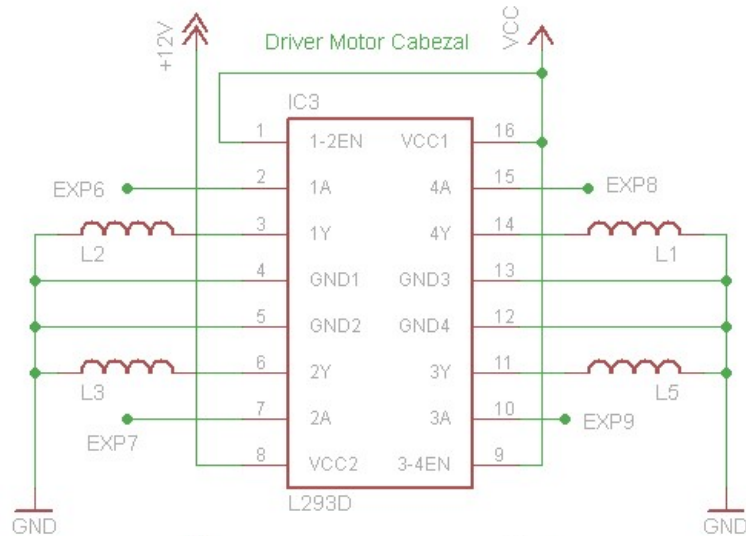 +12V
Driver Motor Cabezal
VCC
IC3
1 1-2EN VCC1 16
EXP6 2 1A 4A 15 EXP8
L2 3 1Y 4Y 14 L1
4 GND1 GND3 13
5 GND2 GND4 12
L3 6 2Y 3Y 11 L5
EXP7 7 2A 3A 10 EXP9
8 VCC2 3-4EN 9
L293D
GND GND